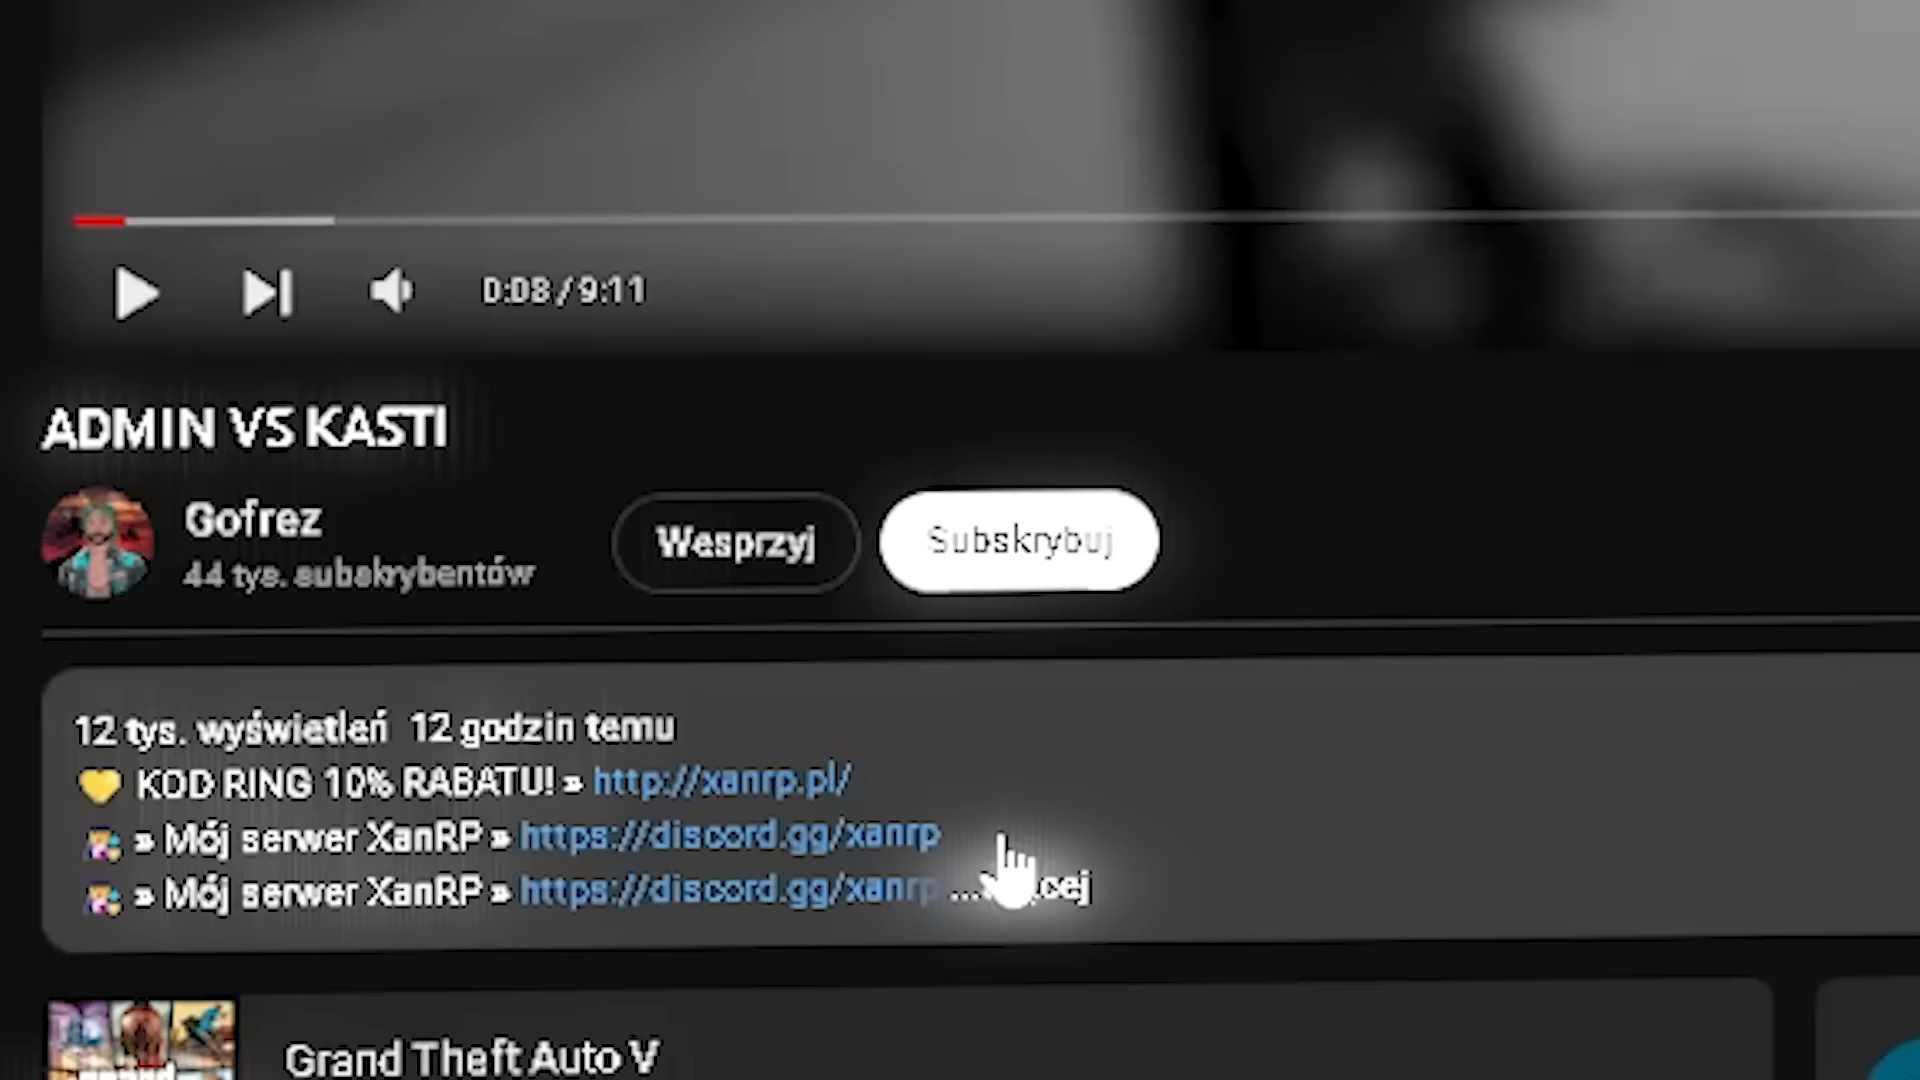 0:08 / 9:11
ADMIN VS KASTI
Gofrez
44 tys. subskrybentów
Wesprzyj
Subskrybuj
12 tys. wyświetleń 12 godzin temu
💛 KOD RING 10% RABATU! » http://xanrp.pl/
» Mój serwer XanRP » https://discord.gg/xanrp
» Mój serwer XanRP » https://discord.gg/xanrp
Grand Theft Auto V